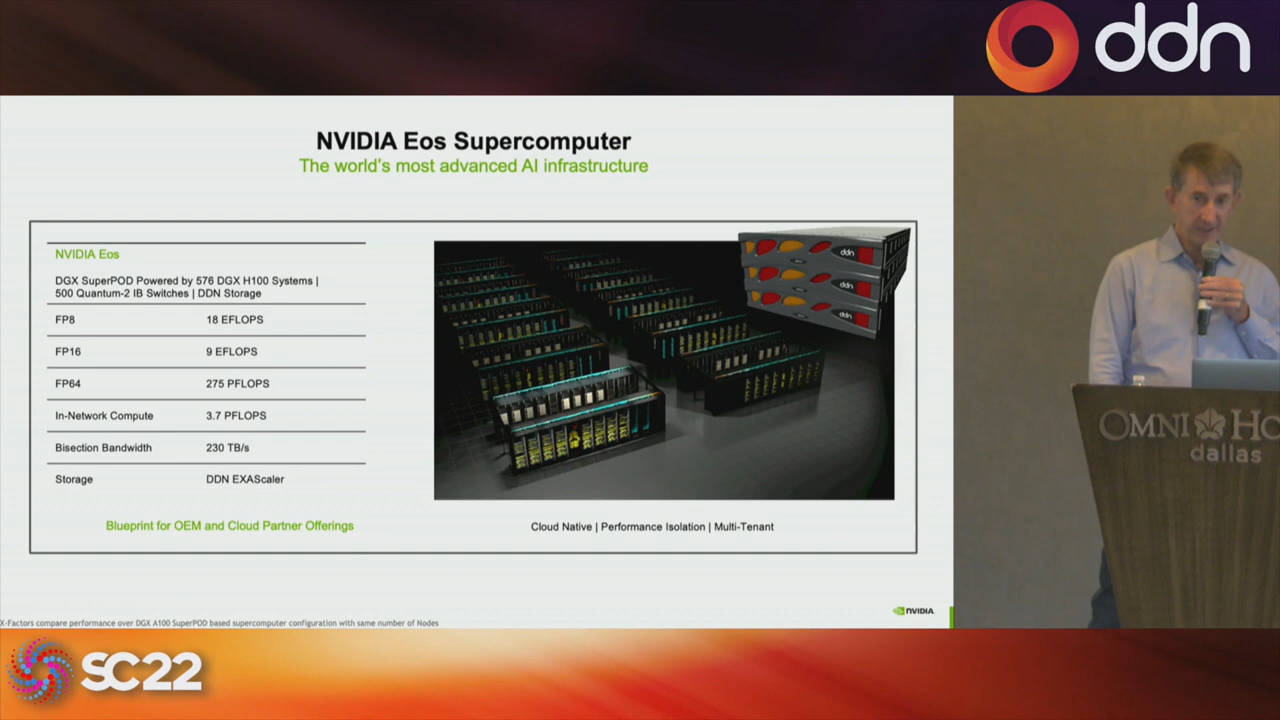 ddn
NVIDIA Eos Supercomputer
The world's most advanced AI infrastructure
NVIDIA Eos
DGX SuperPOD Powered by 576 DGX H100 Systems |
500 Quantum-2 IB Switches | DDN Storage
FP8 18 EFLOPS
FP16 9 EFLOPS
FP64 275 PFLOPS
In-Network Compute 3.7 PFLOPS
Bisection Bandwidth 230 TB/s
Storage DDN EXAScaler
Blueprint for OEM and Cloud Partner Offerings
ddn
ddn
ddn
Cloud Native | Performance Isolation | Multi-Tenant
NVIDIA
X-Factors compare performance over DGX A100 SuperPOD based supercomputer configuration with same number of Nodes
OMNI HO
dallas
SC22